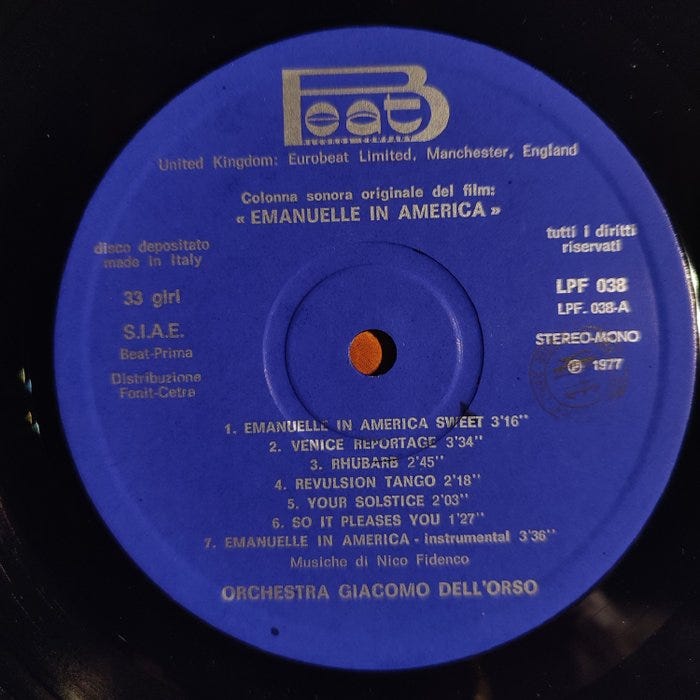 Beat
RECORDS COMPANY
United Kingdom: Eurobeat Limited, Manchester, England
Colonna sonora originale del film:
« EMANUELLE IN AMERICA »
disco depositato
made in Italy
tutti i diritti
riservati
33 giri
LPF 038
LPF. 038-A
S.I.A.E.
Beat-Prima
STEREO-MONO
Ⓟ 1977
Distribuzione
Fonit-Cetra
1. EMANUELLE IN AMERICA SWEET 3'16''
2. VENICE REPORTAGE 3'34''
3. RHUBARB 2'45''
4. REVULSION TANGO 2'18''
5. YOUR SOLSTICE 2'03''
6. SO IT PLEASES YOU 1'27''
7. EMANUELLE IN AMERICA - instrumental 3'36''
Musiche di Nico Fidenco
ORCHESTRA GIACOMO DELL'ORSO